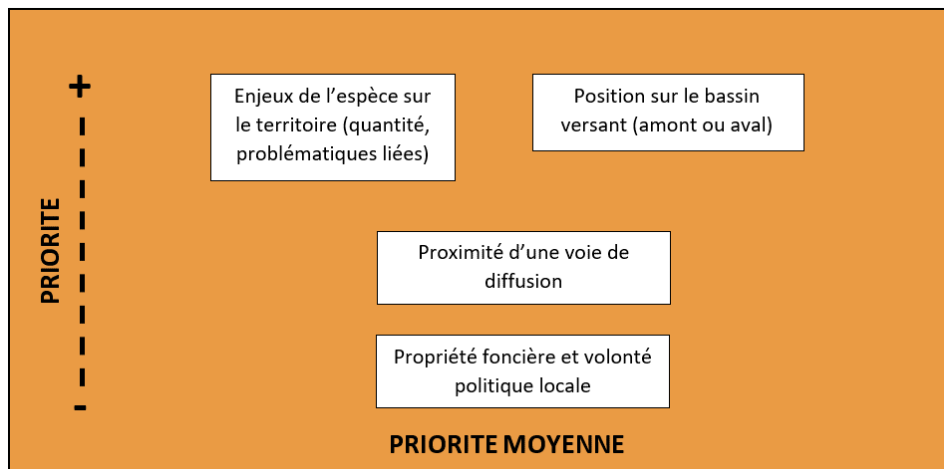 +
PRIORITE
-
Enjeux de l’espèce sur
le territoire (quantité,
problématiques liées)
Position sur le bassin
versant (amont ou aval)
Proximité d’une voie de
diffusion
Propriété foncière et volonté
politique locale
PRIORITE MOYENNE